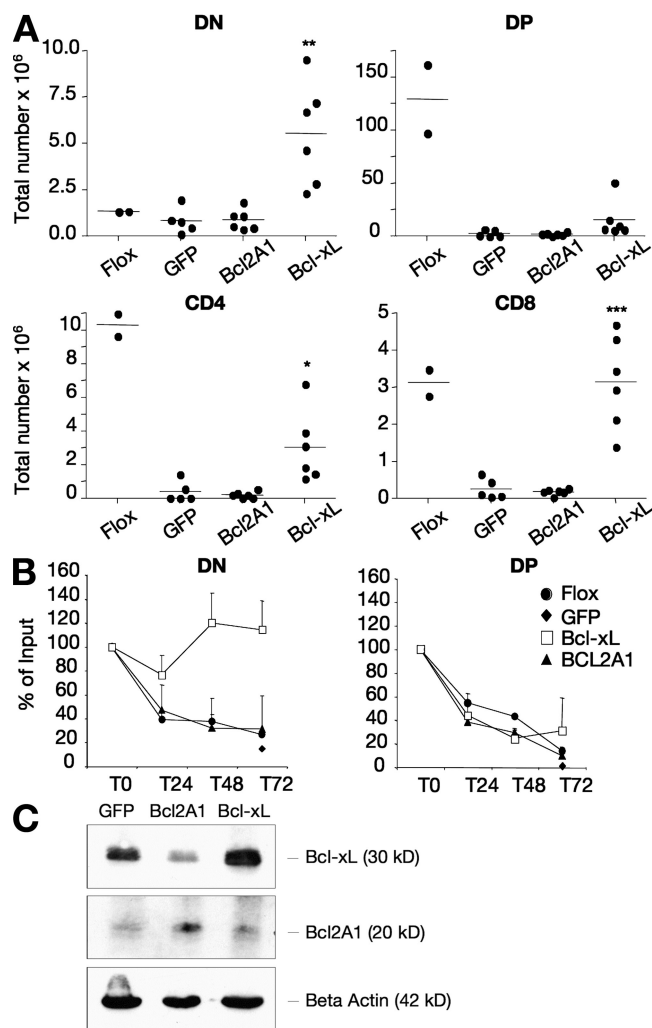 A
DN
DP
Total number x 10⁶
10.0
7.5
5.0
2.5
0.0
**
Flox
GFP
Bcl2A1
Bcl-xL
150
100
50
0
Flox
GFP
Bcl2A1
Bcl-xL
CD4
CD8
Total number x 10⁶
10
8
6
4
2
0
*
Flox
GFP
Bcl2A1
Bcl-xL
5
4
3
2
1
0
***
Flox
GFP
Bcl2A1
Bcl-xL
B
DN
DP
% of Input
160
140
120
100
80
60
40
20
0
T0 T24 T48 T72
160
140
120
100
80
60
40
20
0
T0 T24 T48 T72
Flox
GFP
Bcl-xL
BCL2A1
C
GFP Bcl2A1 Bcl-xL
Bcl-xL (30 kD)
Bcl2A1 (20 kD)
Beta Actin (42 kD)